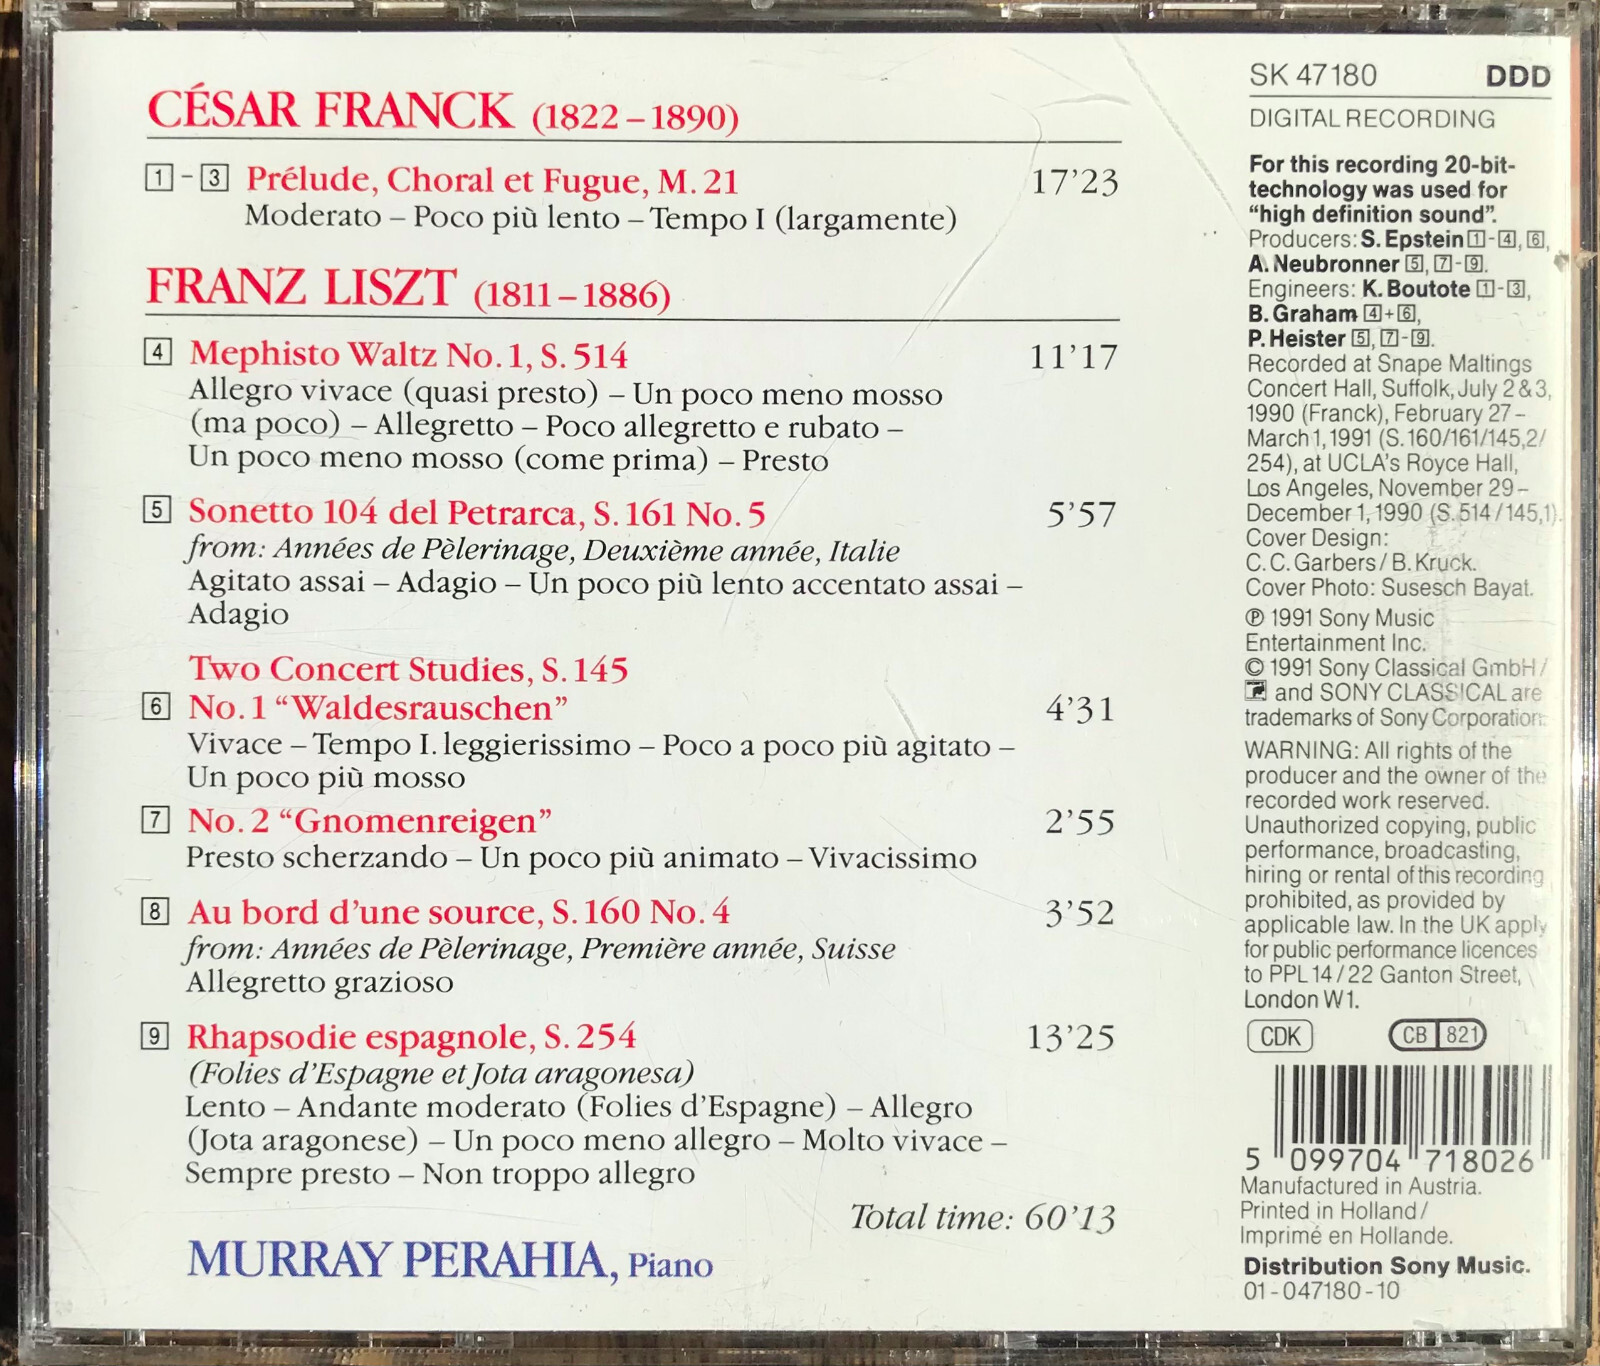 CÉSAR FRANCK (1822–1890)
1 – 3 Prélude, Choral et Fugue, M. 21 17’23
Moderato – Poco più lento – Tempo I (largamente)
FRANZ LISZT (1811–1886)
4 Mephisto Waltz No. 1, S. 514 11’17
Allegro vivace (quasi presto) – Un poco meno mosso
(ma poco) – Allegretto – Poco allegretto e rubato –
Un poco meno mosso (come prima) – Presto
5 Sonetto 104 del Petrarca, S. 161 No. 5 5’57
from: Années de Pèlerinage, Deuxième année, Italie
Agitato assai – Adagio – Un poco più lento accentato assai –
Adagio
Two Concert Studies, S. 145
6 No. 1 “Waldesrauschen” 4’31
Vivace – Tempo I. leggierissimo – Poco a poco più agitato –
Un poco più mosso
7 No. 2 “Gnomenreigen” 2’55
Presto scherzando – Un poco più animato – Vivacissimo
8 Au bord d’une source, S. 160 No. 4 3’52
from: Années de Pèlerinage, Première année, Suisse
Allegretto grazioso
9 Rhapsodie espagnole, S. 254 13’25
(Folies d’Espagne et Jota aragonesa)
Lento – Andante moderato (Folies d’Espagne) – Allegro
(Jota aragonese) – Un poco meno allegro – Molto vivace –
Sempre presto – Non troppo allegro
Total time: 60’13
MURRAY PERAHIA, Piano
SK 47180 DDD
DIGITAL RECORDING
For this recording 20-bit-
technology was used for
“high definition sound”.
Producers: S. Epstein 1 - 4, 6,
A. Neubronner 5, 7 - 9.
Engineers: K. Boutote 1 - 3,
B. Graham 4 + 6,
P. Heister 5, 7 - 9.
Recorded at Snape Maltings
Concert Hall, Suffolk, July 2 & 3,
1990 (Franck), February 27 –
March 1, 1991 (S. 160/161/145,2/
254), at UCLA’s Royce Hall,
Los Angeles, November 29 –
December 1, 1990 (S. 514 / 145,1).
Cover Design:
C. C. Garbers / B. Kruck.
Cover Photo: Susesch Bayat.
℗ 1991 Sony Music
Entertainment Inc.
© 1991 Sony Classical GmbH /
and SONY CLASSICAL are
trademarks of Sony Corporation.
WARNING: All rights of the
producer and the owner of the
recorded work reserved.
Unauthorized copying, public
performance, broadcasting,
hiring or rental of this recording
prohibited, as provided by
applicable law. In the UK apply
for public performance licences
to PPL 14 / 22 Ganton Street,
London W1.
CDK CB 821
5 099704 718026
Manufactured in Austria.
Printed in Holland /
Imprimé en Hollande.
Distribution Sony Music.
01-047180-10